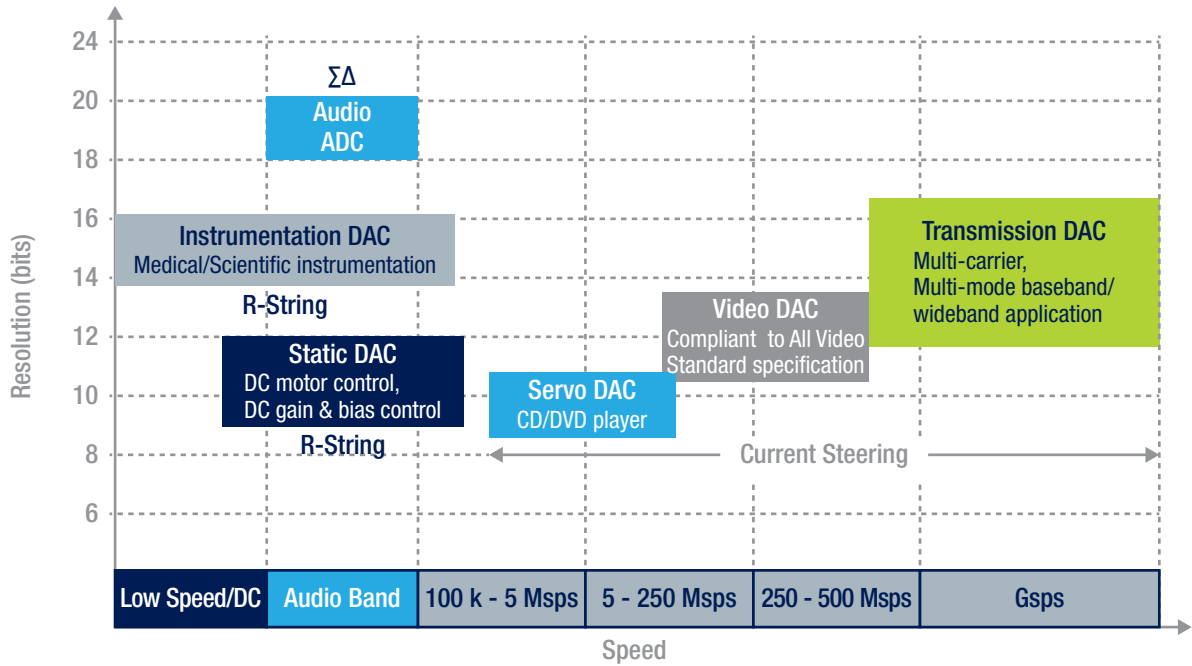 24
ΣΔ
20
Audio
ADC
18
16
Instrumentation DAC
Medical/Scientific instrumentation
Transmission DAC
Multi-carrier,
Multi-mode baseband/
wideband application
14
R-String
Video DAC
Compliant to All Video
Standard specification
12
Static DAC
DC motor control,
DC gain & bias control
Servo DAC
CD/DVD player
10
R-String
8
Current Steering
6
Resolution (bits)
Low Speed/DC
Audio Band
100 k - 5 Msps
5 - 250 Msps
250 - 500 Msps
Gsps
Speed